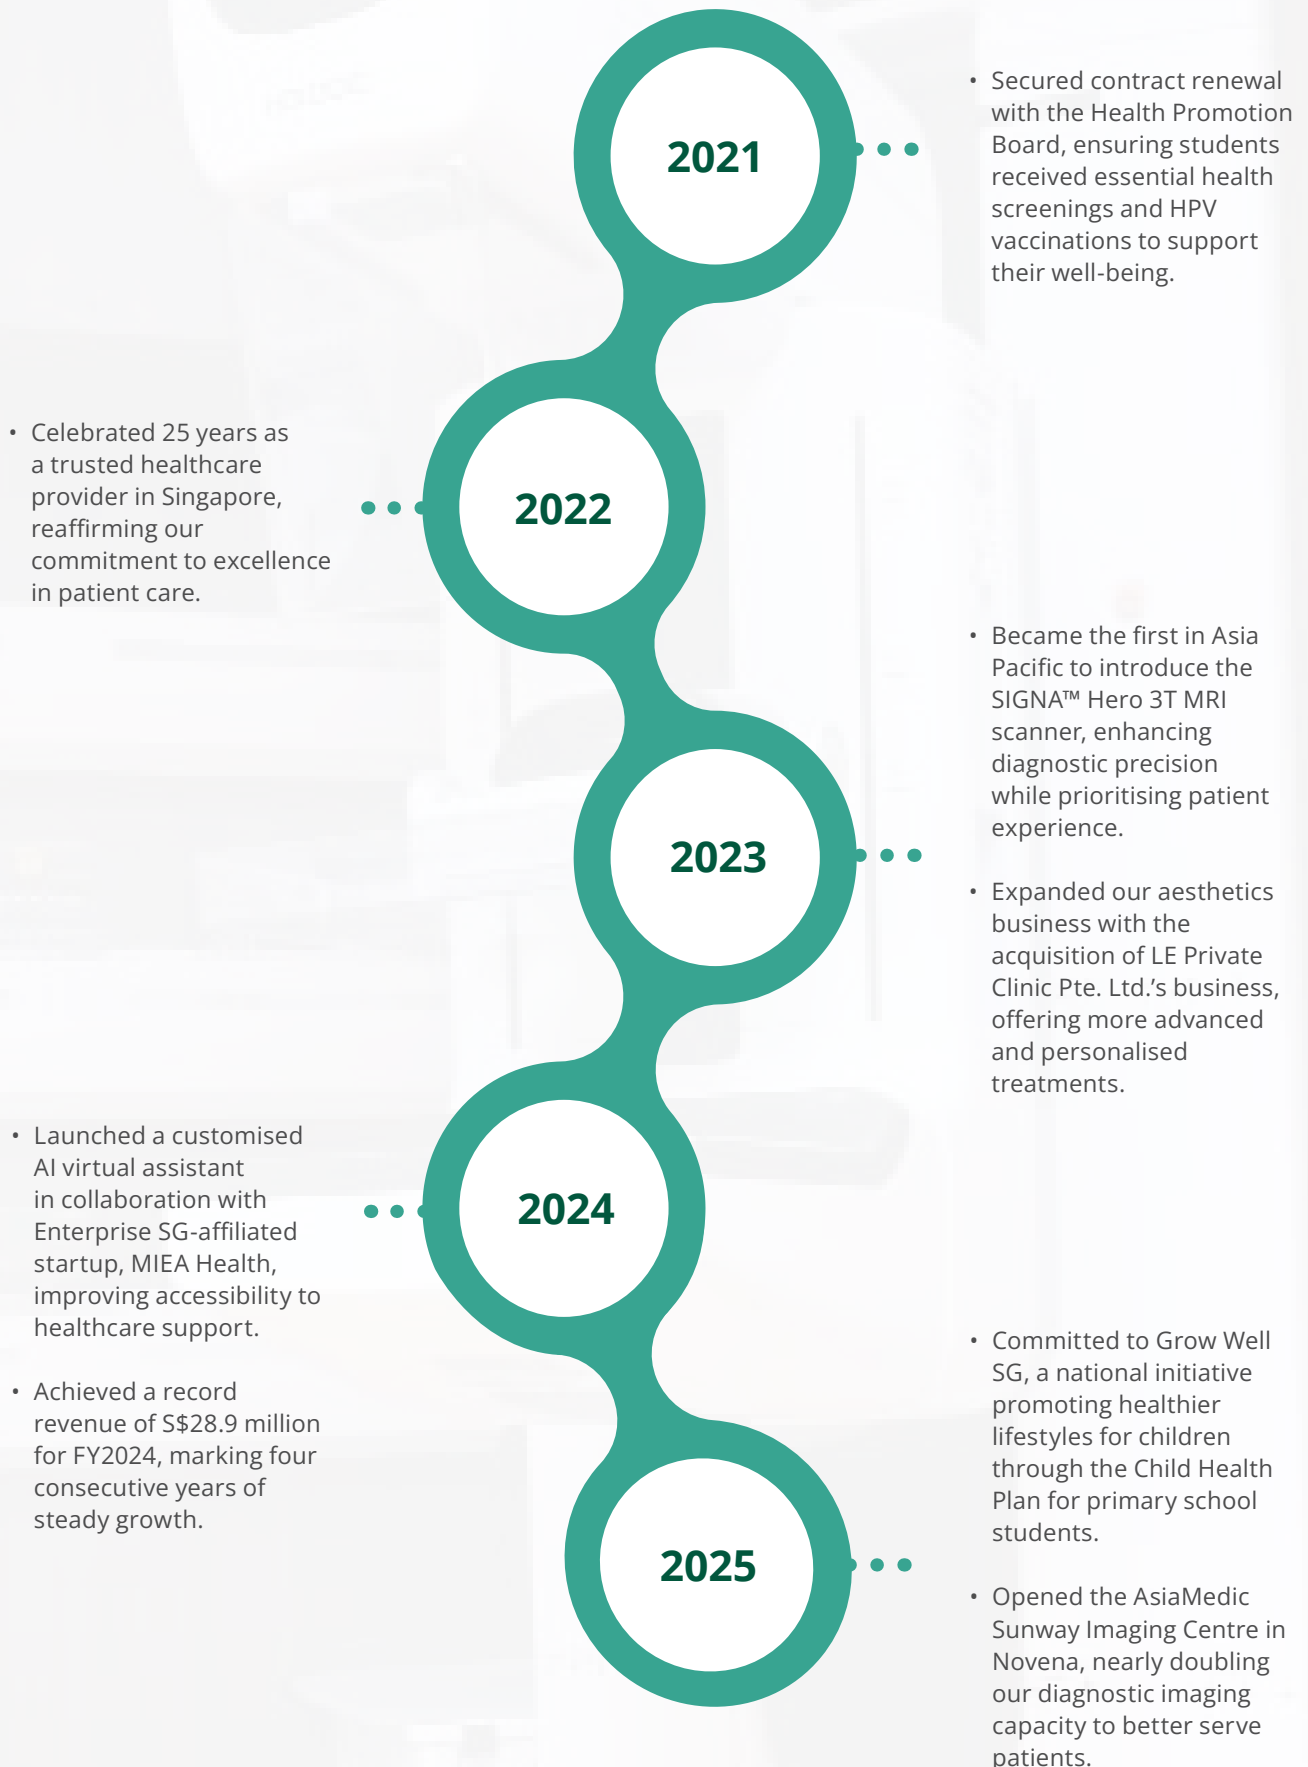 2021
• Secured contract renewal
with the Health Promotion
Board, ensuring students
received essential health
screenings and HPV
vaccinations to support
their well-being.
2022
• Celebrated 25 years as
a trusted healthcare
provider in Singapore,
reaffirming our
commitment to excellence
in patient care.
2023
• Became the first in Asia
Pacific to introduce the
SIGNA™ Hero 3T MRI
scanner, enhancing
diagnostic precision
while prioritising patient
experience.
• Expanded our aesthetics
business with the
acquisition of LE Private
Clinic Pte. Ltd.’s business,
offering more advanced
and personalised
treatments.
2024
• Launched a customised
AI virtual assistant
in collaboration with
Enterprise SG-affiliated
startup, MIEA Health,
improving accessibility to
healthcare support.
• Achieved a record
revenue of S$28.9 million
for FY2024, marking four
consecutive years of
steady growth.
2025
• Committed to Grow Well
SG, a national initiative
promoting healthier
lifestyles for children
through the Child Health
Plan for primary school
students.
• Opened the AsiaMedic
Sunway Imaging Centre in
Novena, nearly doubling
our diagnostic imaging
capacity to better serve
patients.